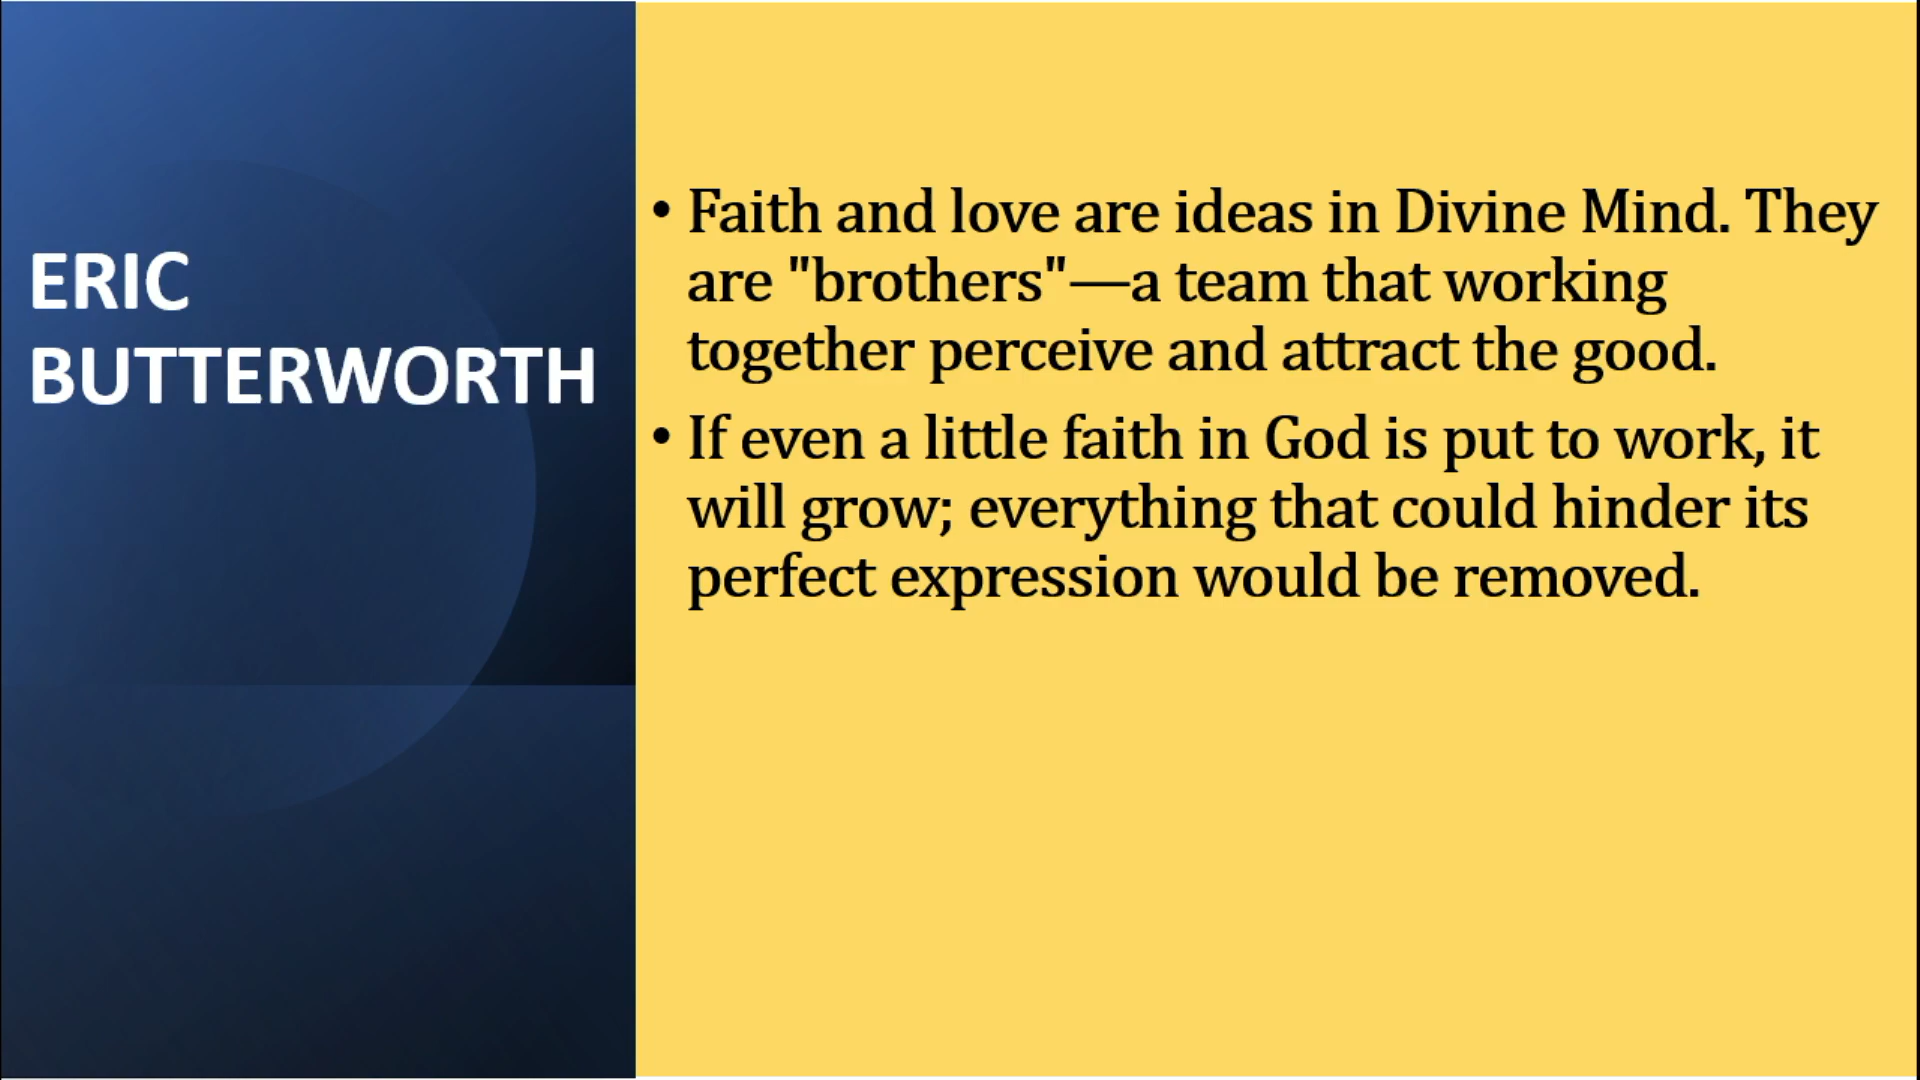 ERIC
BUTTERWORTH
• Faith and love are ideas in Divine Mind. They
are "brothers"—a team that working
together perceive and attract the good.
• If even a little faith in God is put to work, it
will grow; everything that could hinder its
perfect expression would be removed.